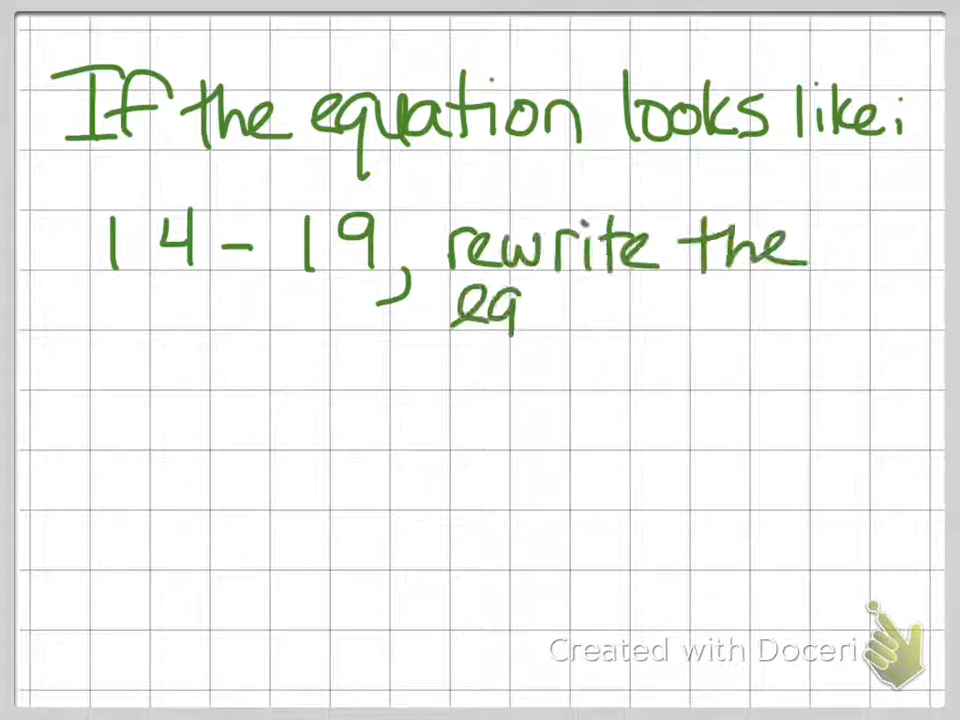 If the equation looks like:
14 - 19, rewrite the
eq
Created with Doceri